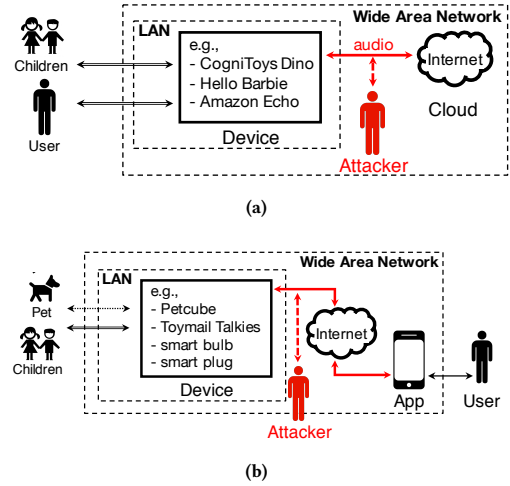 Wide Area Network
LAN
e.g.,
- CogniToys Dino
- Hello Barbie
- Amazon Echo
Device
Children
User
audio
Internet
Cloud
Attacker
(a)
Wide Area Network
LAN
e.g.,
- Petcube
- Toymail Talkies
- smart bulb
- smart plug
Device
Pet
Children
Internet
Attacker
App
User
(b)